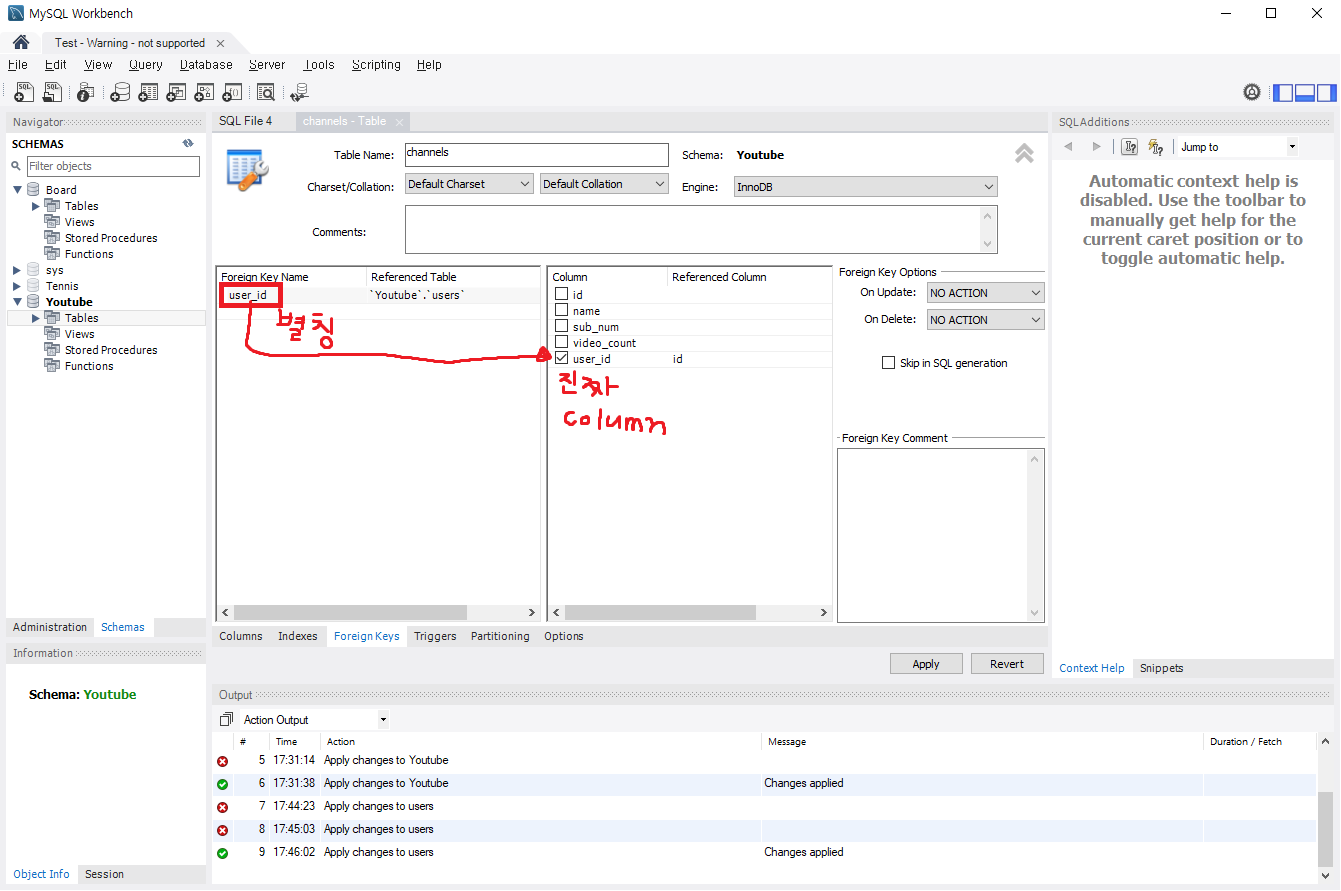 MySQL Workbench
Test - Warning - not supported
File Edit View Query Database Server Tools Scripting Help
Navigator
SCHEMAS
Filter objects
Board
Tables
Views
Stored Procedures
Functions
sys
Tennis
Youtube
Tables
Views
Stored Procedures
Functions
Administration Schemas
Information
Schema: Youtube
Object Info Session
SQL File 4 channels - Table
Table Name: channels Schema: Youtube
Charset/Collation: Default Charset Default Collation Engine: InnoDB
Comments:
Foreign Key Name Referenced Table
user_id `Youtube`.`users`
별칭
Column Referenced Column
id
name
sub_num
video_count
user_id id
진짜
column
Foreign Key Options
On Update: NO ACTION
On Delete: NO ACTION
Skip in SQL generation
Foreign Key Comment
Columns Indexes Foreign Keys Triggers Partitioning Options
Apply Revert
SQLAdditions
Jump to
Automatic context help is
disabled. Use the toolbar to
manually get help for the
current caret position or to
toggle automatic help.
Context Help Snippets
Output
Action Output
# Time Action Message Duration / Fetch
5 17:31:14 Apply changes to Youtube
6 17:31:38 Apply changes to Youtube Changes applied
7 17:44:23 Apply changes to users
8 17:45:03 Apply changes to users
9 17:46:02 Apply changes to users Changes applied